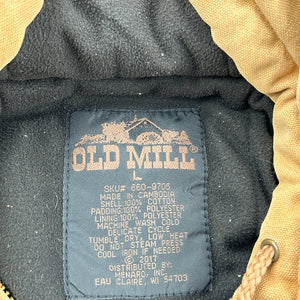 OLD MILL
L
SKU# 660-9705
MADE IN CAMBODIA
SHELL:100% COTTON
PADDING:100% POLYESTER
LINING:100% POLYESTER
MACHINE WASH COLD
DELICATE CYCLE
TUMBLE DRY, LOW HEAT
DO NOT STEAM PRESS
COOL IRON IF NEEDED
© 2017
DISTRIBUTED BY:
MENARD, INC.
EAU CLAIRE, WI 54703